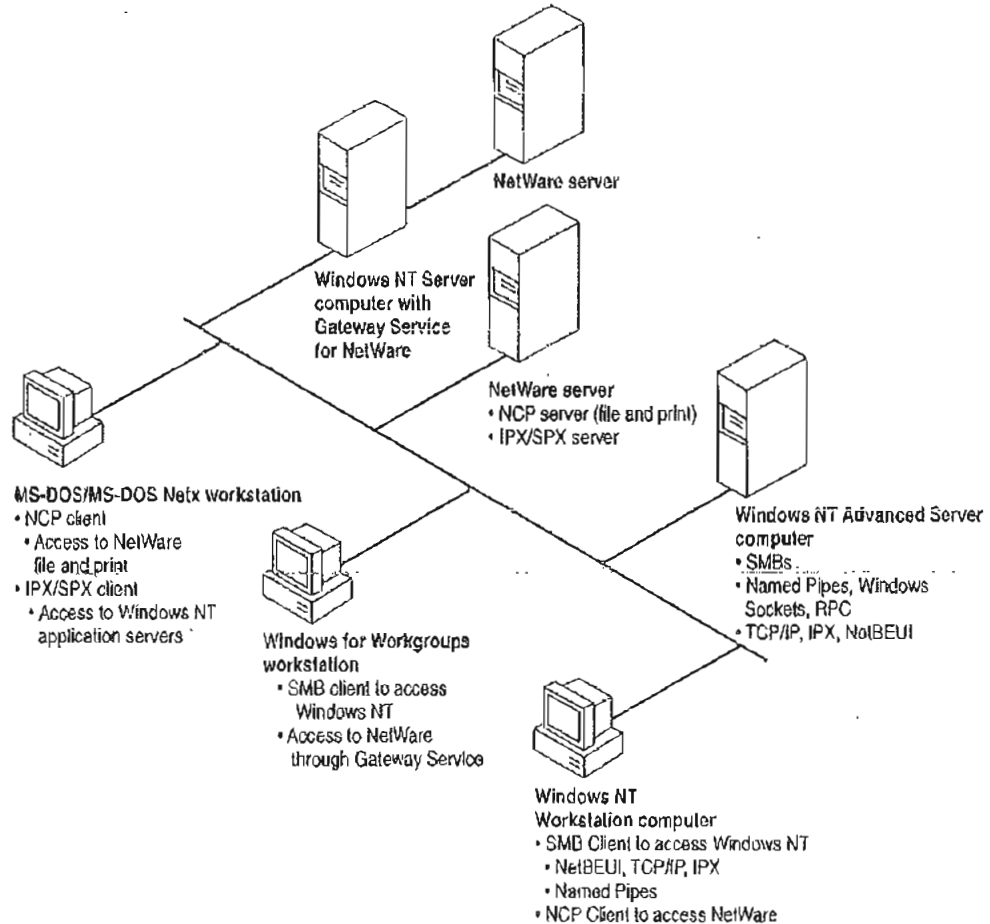 NetWare server
Windows NT Server
computer with
Gateway Service
for NetWare
NetWare server
• NCP server (file and print)
• IPX/SPX server
MS-DOS/MS-DOS Netx workstation
• NCP client
• Access to NetWare
file and print
• IPX/SPX client
• Access to Windows NT
application servers
Windows for Workgroups
workstation
• SMB client to access
Windows NT
• Access to NetWare
through Gateway Service
Windows NT Advanced Server
computer
• SMBs
• Named Pipes, Windows
Sockets, RPC
• TCP/IP, IPX, NetBEUI
Windows NT
Workstation computer
• SMB Client to access Windows NT
• NetBEUI, TCP/IP, IPX
• Named Pipes
• NCP Client to access NetWare